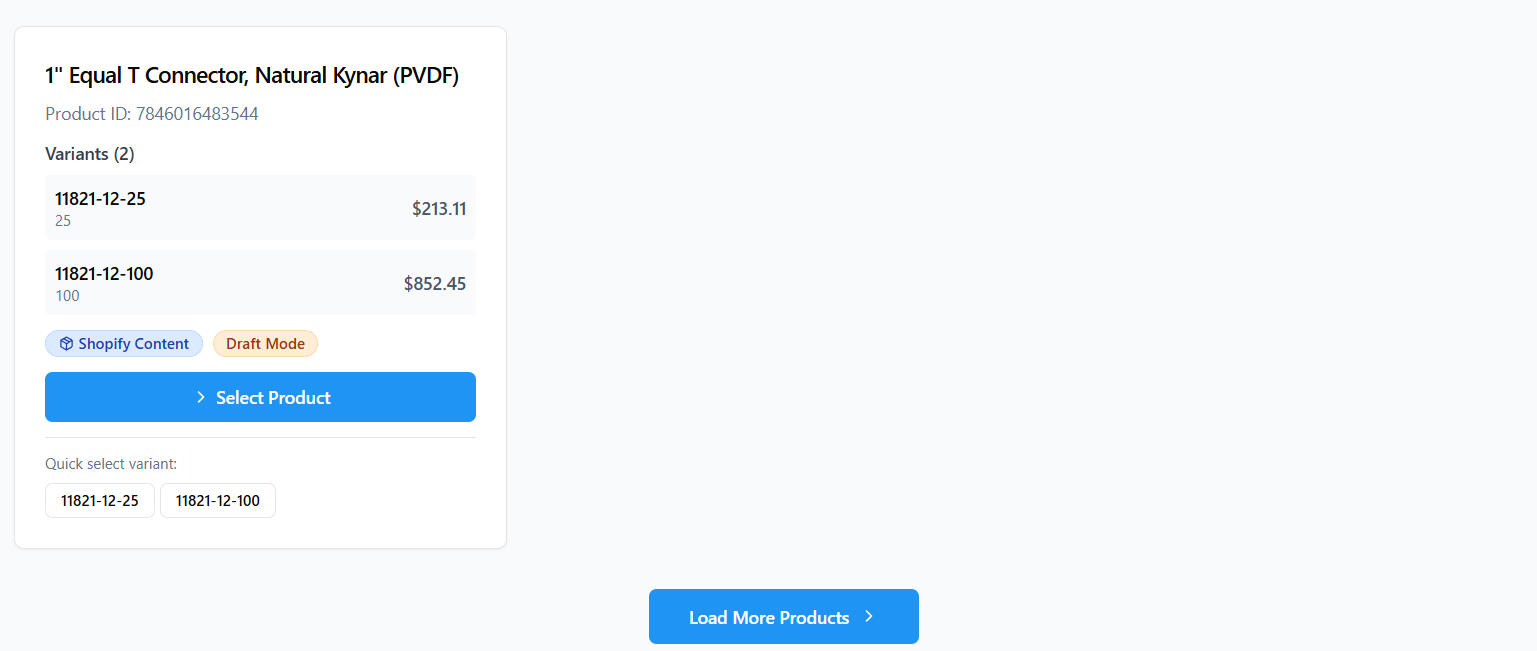 1" Equal T Connector, Natural Kynar (PVDF)
Product ID: 7846016483544
Variants (2)
11821-12-25
25
$213.11
11821-12-100
100
$852.45
Shopify Content
Draft Mode
Select Product
Quick select variant:
11821-12-25
11821-12-100
Load More Products